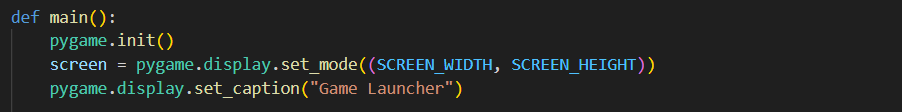 def main():
    pygame.init()
    screen = pygame.display.set_mode((SCREEN_WIDTH, SCREEN_HEIGHT))
    pygame.display.set_caption("Game Launcher")